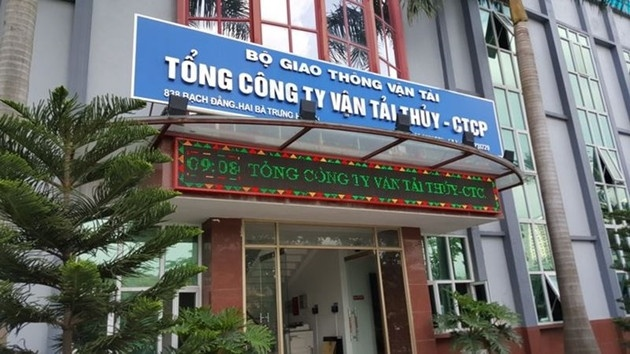 BỘ GIAO THÔNG VẬN TẢI
TỔNG CÔNG TY VẬN TẢI THỦY - CTCP
838 BẠCH ĐẰNG.HAI BÀ TRƯNG
09:08 TỔNG CÔNG TY VẬN TẢI THỦY-CTC